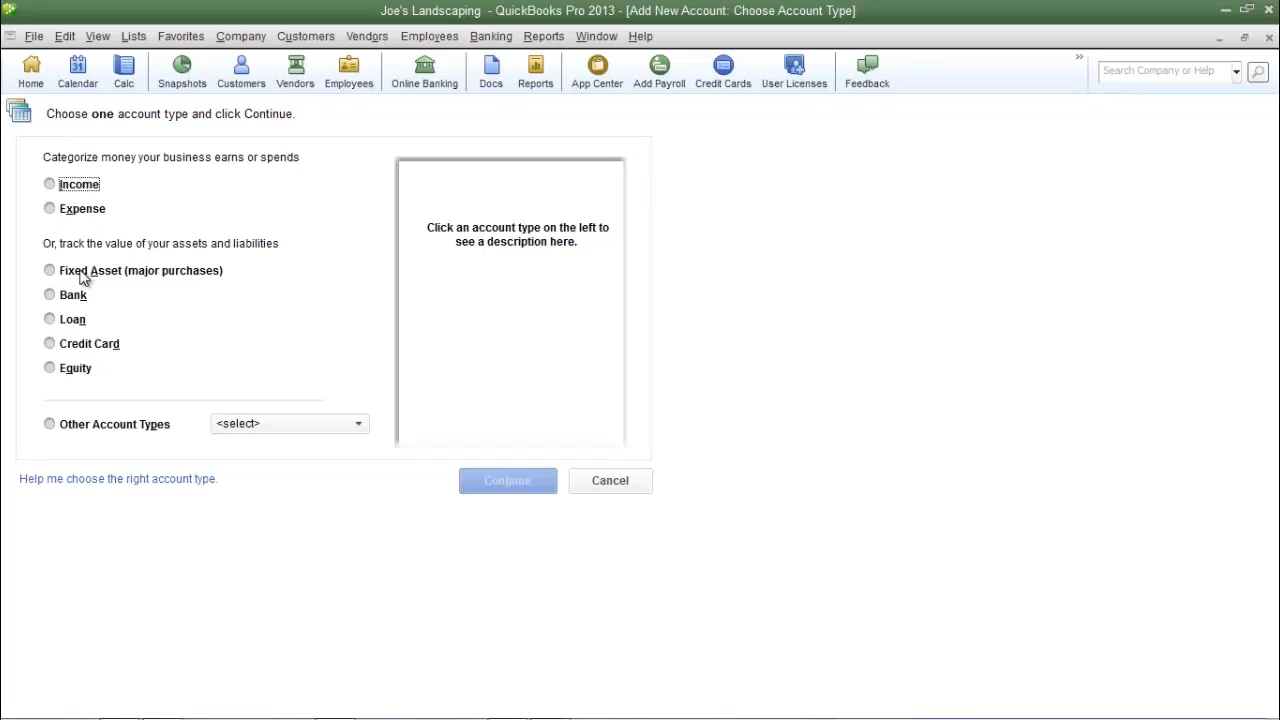 Joe's Landscaping - QuickBooks Pro 2013 - [Add New Account: Choose Account Type]
File Edit View Lists Favorites Company Customers Vendors Employees Banking Reports Window Help
Home Calendar Calc Snapshots Customers Vendors Employees Online Banking Docs Reports App Center Add Payroll Credit Cards User Licenses Feedback
Search Company or Help
Choose one account type and click Continue.
Categorize money your business earns or spends
Income
Expense
Or, track the value of your assets and liabilities
Fixed Asset (major purchases)
Bank
Loan
Credit Card
Equity
Other Account Types <select>
Click an account type on the left to
see a description here.
Help me choose the right account type.
Continue Cancel